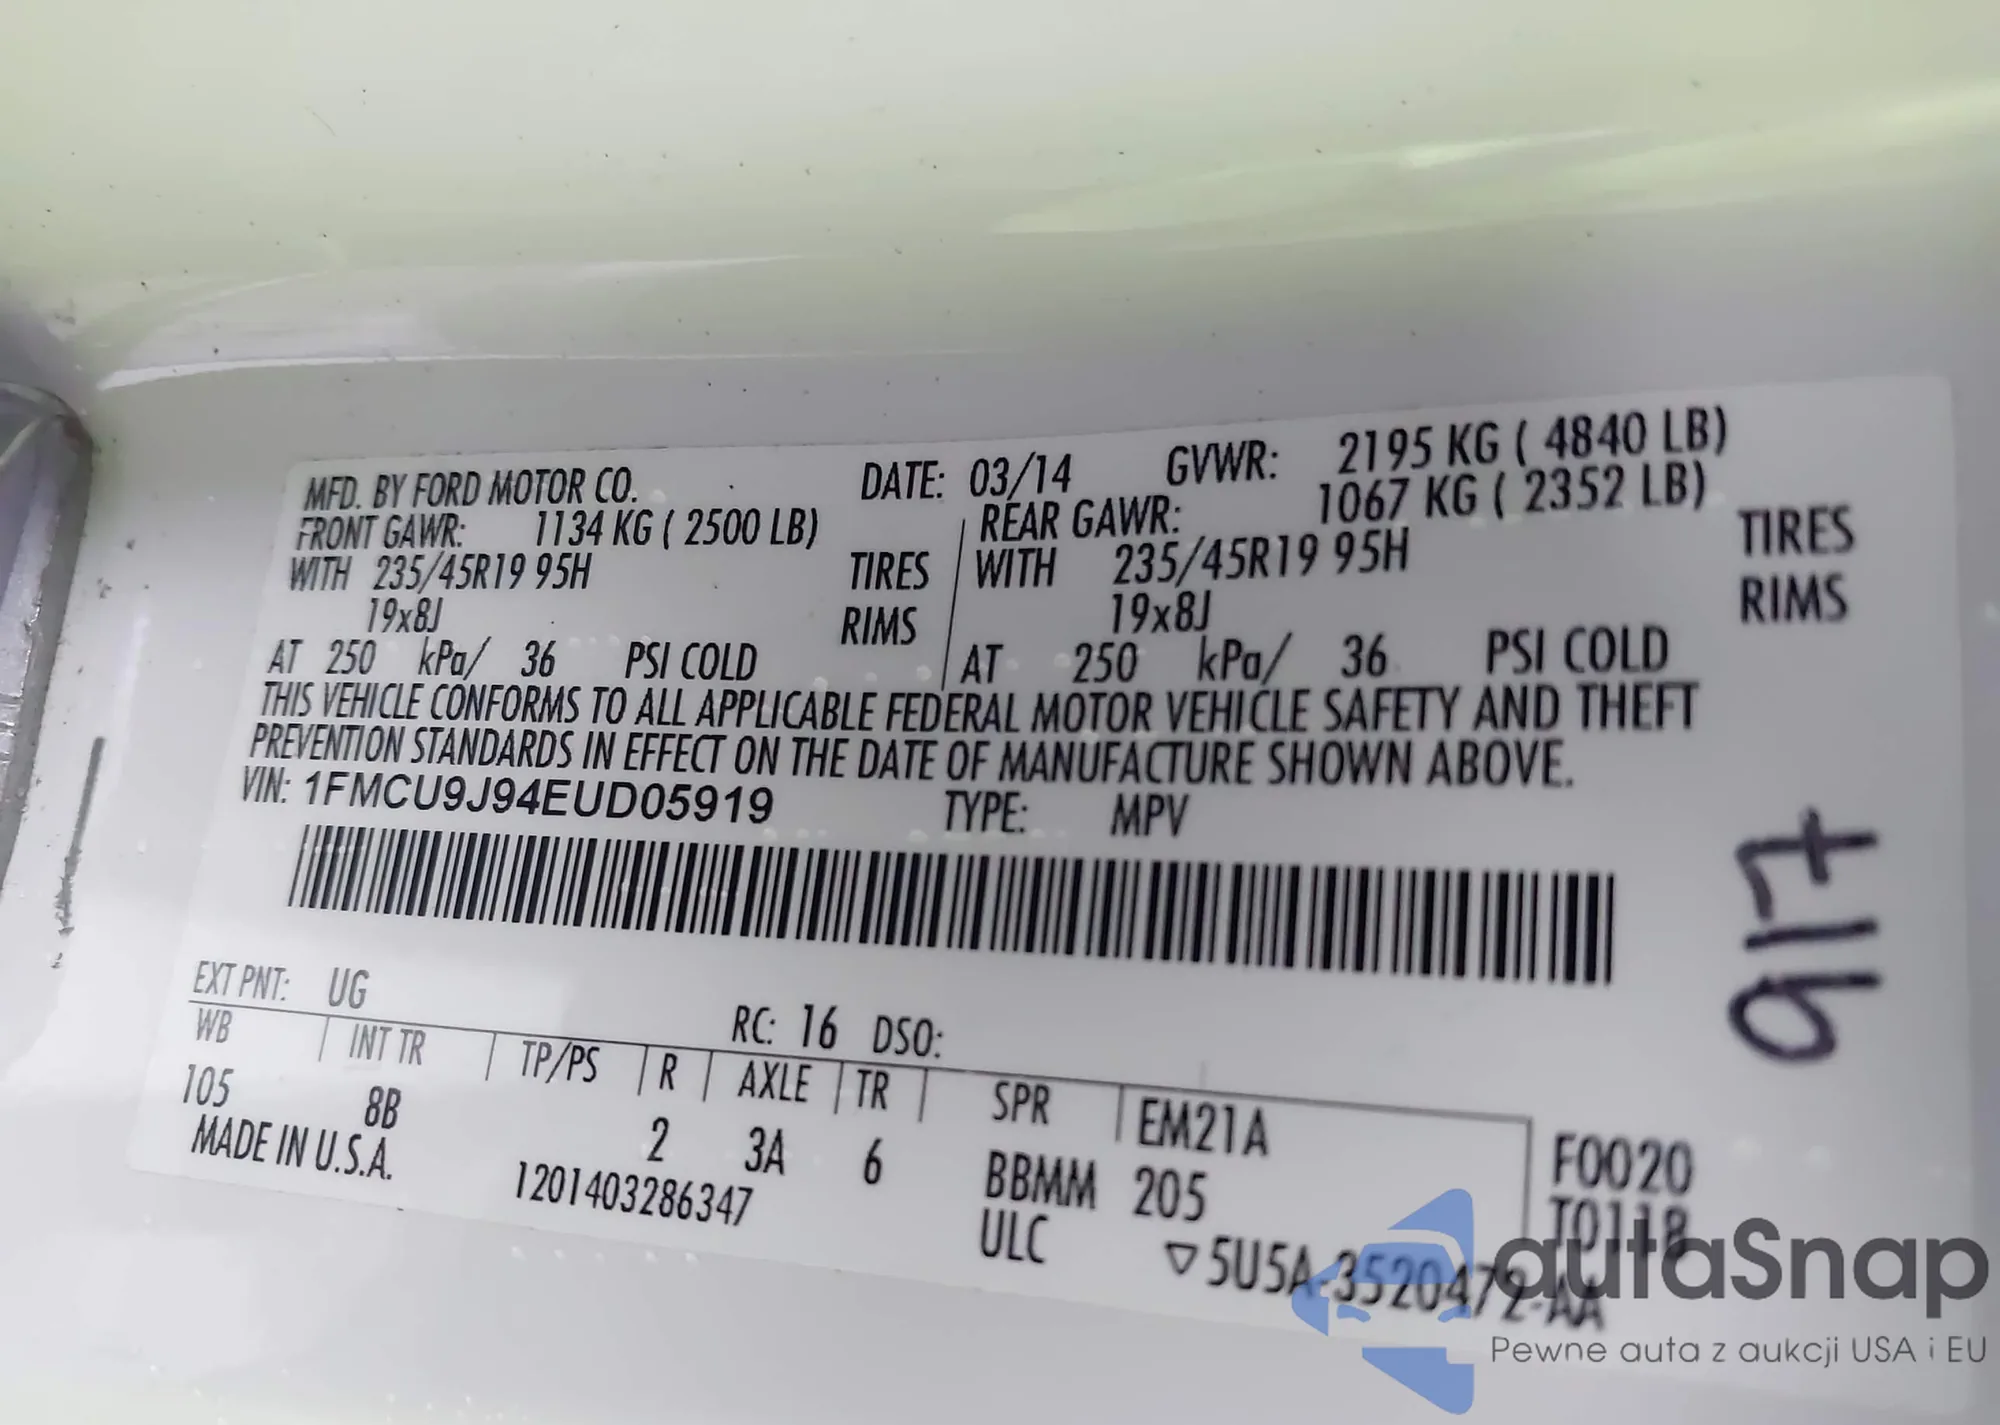 MFD. BY FORD MOTOR CO. DATE: 03/14 GVWR: 2195 KG ( 4840 LB)
FRONT GAWR: 1134 KG ( 2500 LB) REAR GAWR: 1067 KG ( 2352 LB)
WITH 235/45R19 95H TIRES WITH 235/45R19 95H TIRES
19x8J RIMS 19x8J RIMS
AT 250 kPa/ 36 PSI COLD AT 250 kPa/ 36 PSI COLD
THIS VEHICLE CONFORMS TO ALL APPLICABLE FEDERAL MOTOR VEHICLE SAFETY AND THEFT
PREVENTION STANDARDS IN EFFECT ON THE DATE OF MANUFACTURE SHOWN ABOVE.
VIN: 1FMCU9J94EUD05919 TYPE: MPV
917
EXT PNT: UG RC: 16 DSO:
WB INT TR TP/PS R AXLE TR SPR EM21A F0020
105 8B 2 3A 6 BBMM 205 T0118
MADE IN U.S.A. 1201403286347 ULC ▽5U5A-3520472-AA
autaSnap
Pewne auta z aukcji USA i EU